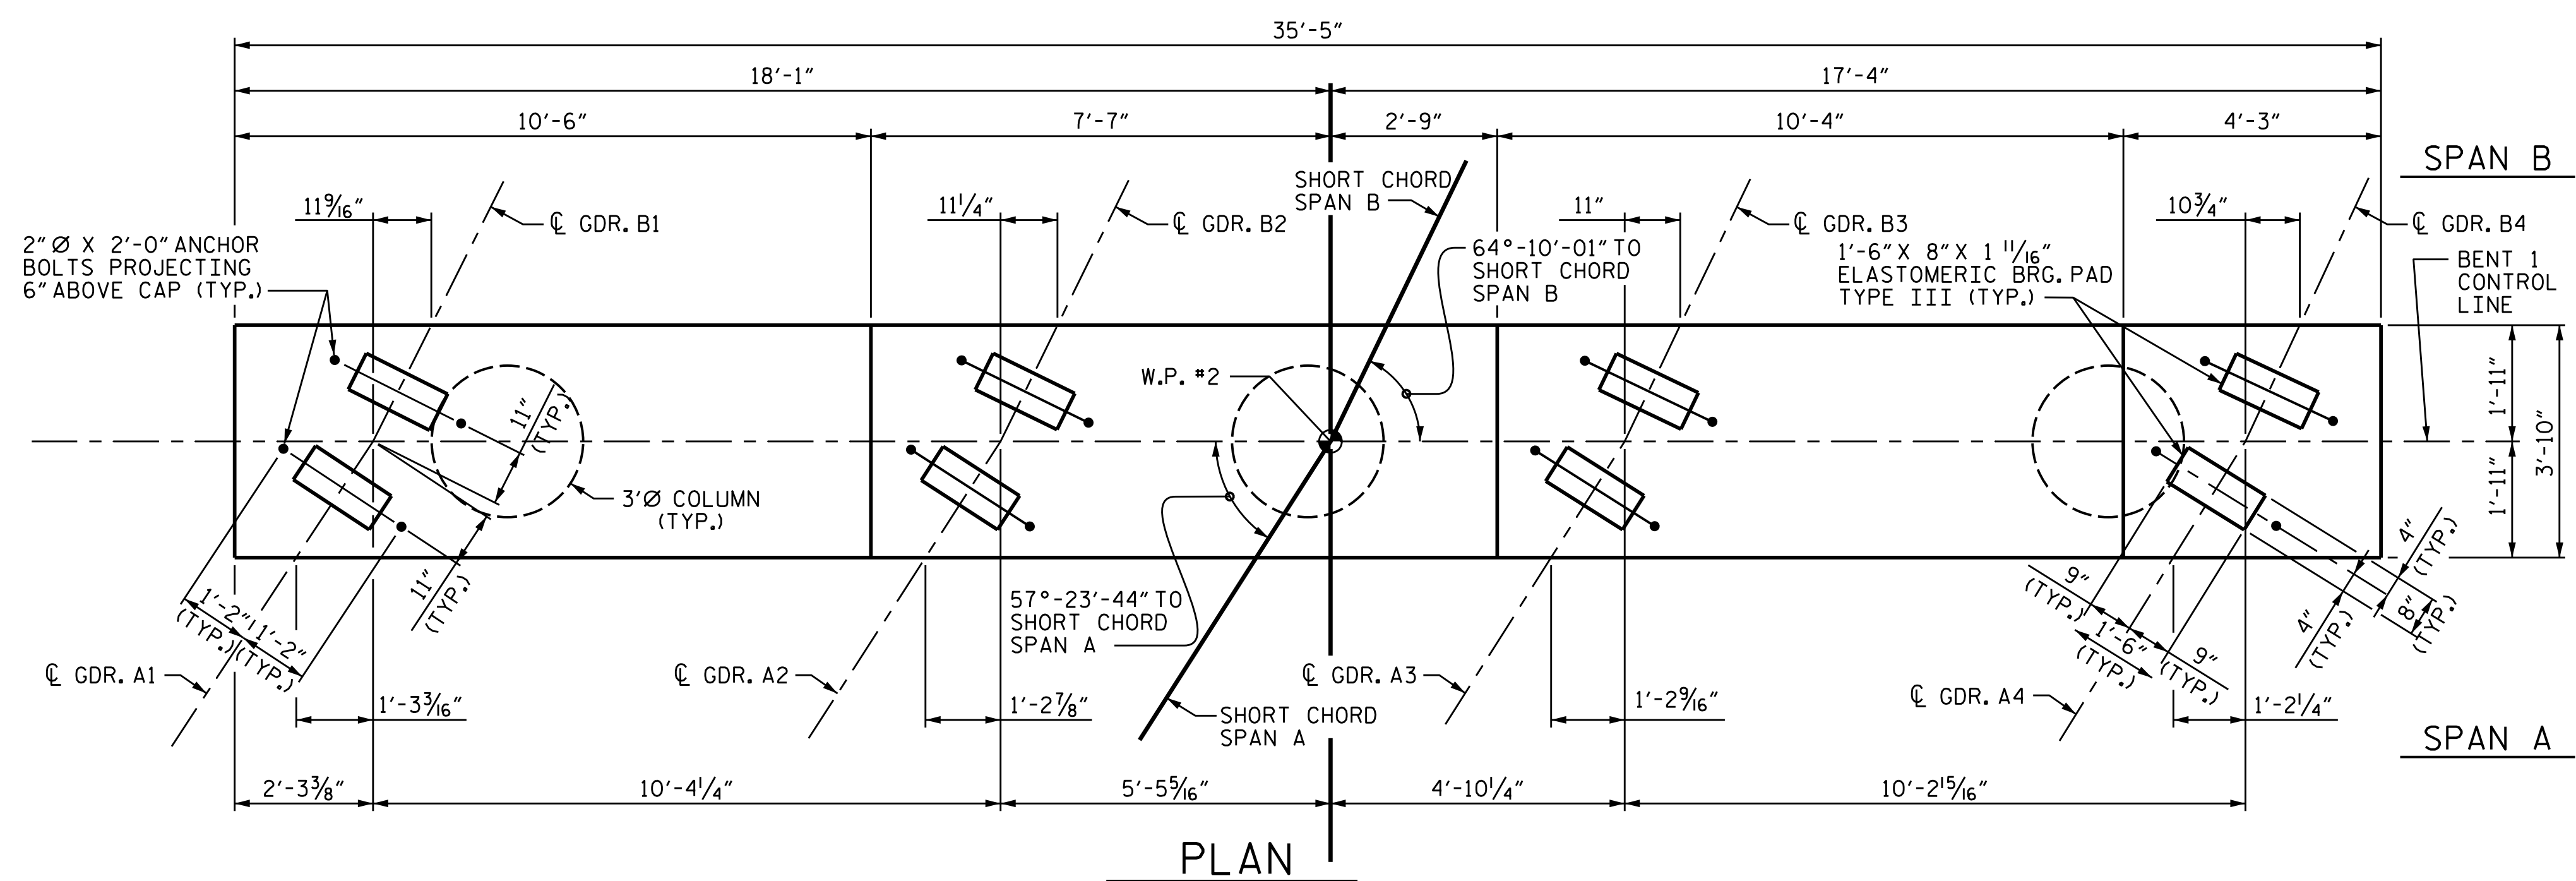 35'-5"
18'-1"
17'-4"
10'-6"
7'-7"
2'-9"
10'-4"
4'-3"
SPAN B
11 9/16"
11 1/4"
SHORT CHORD
SPAN B
11"
10 3/4"
℄ GDR. B1
℄ GDR. B2
℄ GDR. B3
℄ GDR. B4
2"Ø X 2'-0" ANCHOR
BOLTS PROJECTING
6" ABOVE CAP (TYP.)
64°-10'-01" TO
SHORT CHORD
SPAN B
1'-6" X 8" X 1 11/16"
ELASTOMERIC BRG. PAD
TYPE III (TYP.)
BENT 1
CONTROL
LINE
W.P. #2
11"
(TYP.)
1'-11"
1'-11"
3'-10"
3'Ø COLUMN
(TYP.)
11"
(TYP.)
57°-23'-44" TO
SHORT CHORD
SPAN A
1'-2"
(TYP.)
1'-2"
(TYP.)
9"
(TYP.)
1'-6"
(TYP.)
9"
(TYP.)
4"
(TYP.)
4"
(TYP.)
8"
(TYP.)
℄ GDR. A1
℄ GDR. A2
℄ GDR. A3
℄ GDR. A4
1'-3 3/16"
1'-2 7/8"
SHORT CHORD
SPAN A
1'-2 9/16"
1'-2 1/4"
SPAN A
2'-3 3/8"
10'-4 1/4"
5'-5 5/16"
4'-10 1/4"
10'-2 15/16"
PLAN